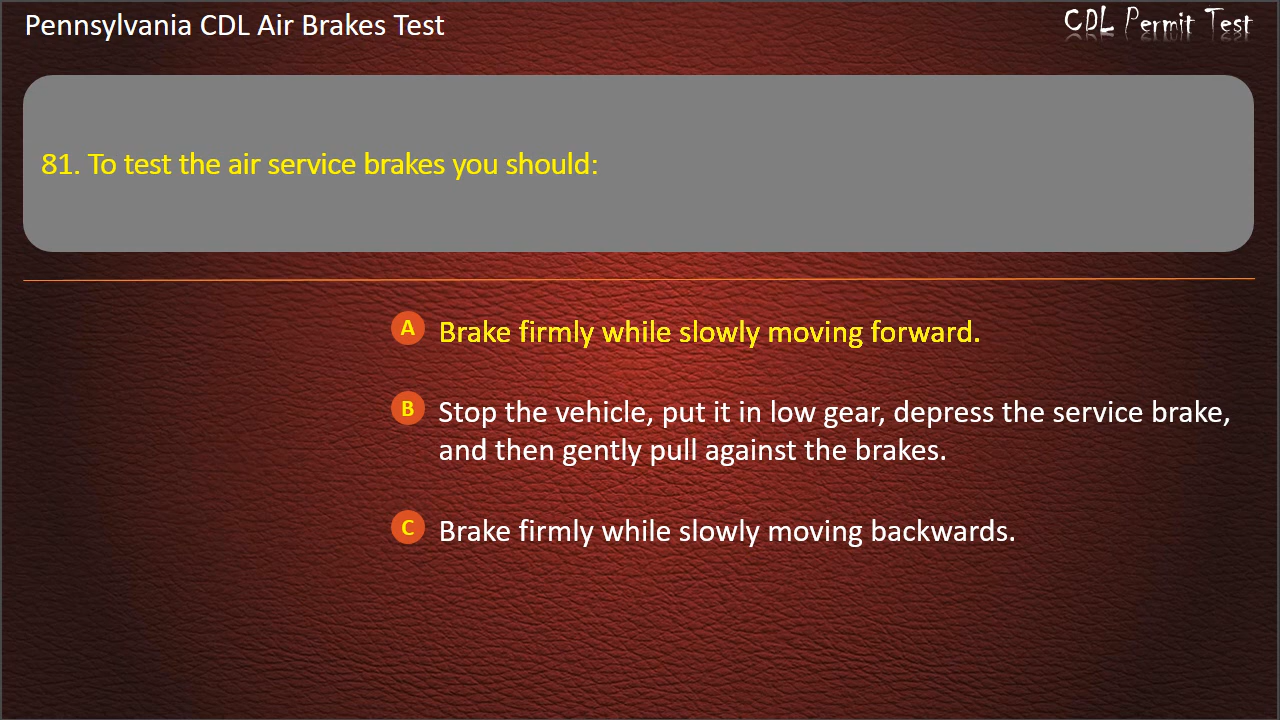 Pennsylvania CDL Air Brakes Test
CDL Permit Test
81. To test the air service brakes you should:
A Brake firmly while slowly moving forward.
B Stop the vehicle, put it in low gear, depress the service brake,
and then gently pull against the brakes.
C Brake firmly while slowly moving backwards.